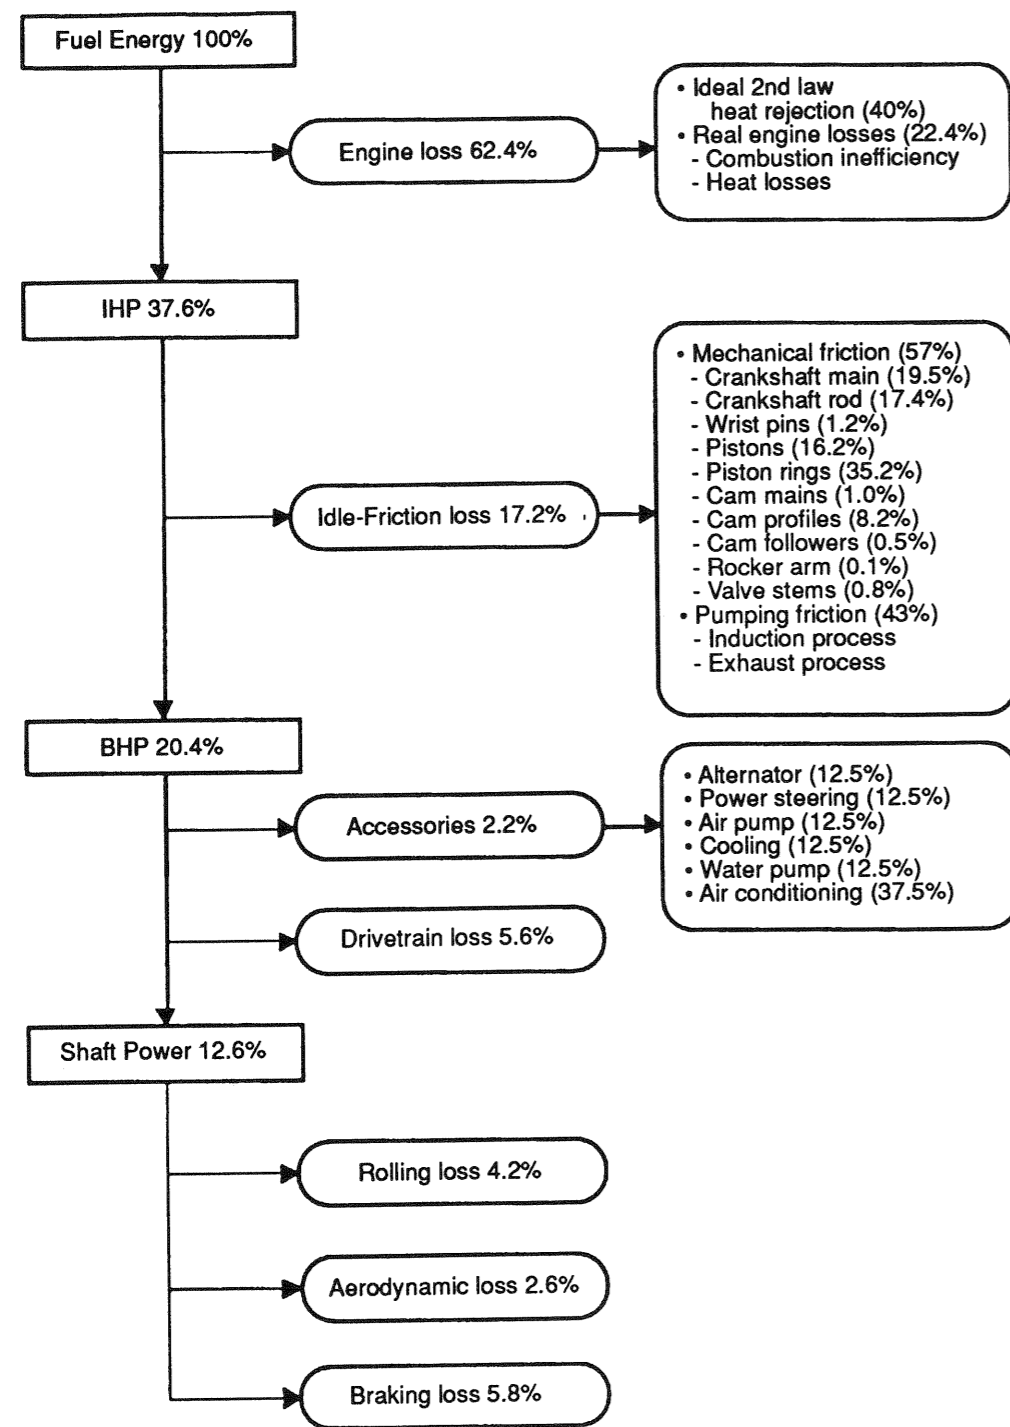 Fuel Energy 100%
Engine loss 62.4%
• Ideal 2nd law
heat rejection (40%)
• Real engine losses (22.4%)
- Combustion inefficiency
- Heat losses
IHP 37.6%
Idle-Friction loss 17.2%
• Mechanical friction (57%)
- Crankshaft main (19.5%)
- Crankshaft rod (17.4%)
- Wrist pins (1.2%)
- Pistons (16.2%)
- Piston rings (35.2%)
- Cam mains (1.0%)
- Cam profiles (8.2%)
- Cam followers (0.5%)
- Rocker arm (0.1%)
- Valve stems (0.8%)
• Pumping friction (43%)
- Induction process
- Exhaust process
BHP 20.4%
Accessories 2.2%
• Alternator (12.5%)
• Power steering (12.5%)
• Air pump (12.5%)
• Cooling (12.5%)
• Water pump (12.5%)
• Air conditioning (37.5%)
Drivetrain loss 5.6%
Shaft Power 12.6%
Rolling loss 4.2%
Aerodynamic loss 2.6%
Braking loss 5.8%